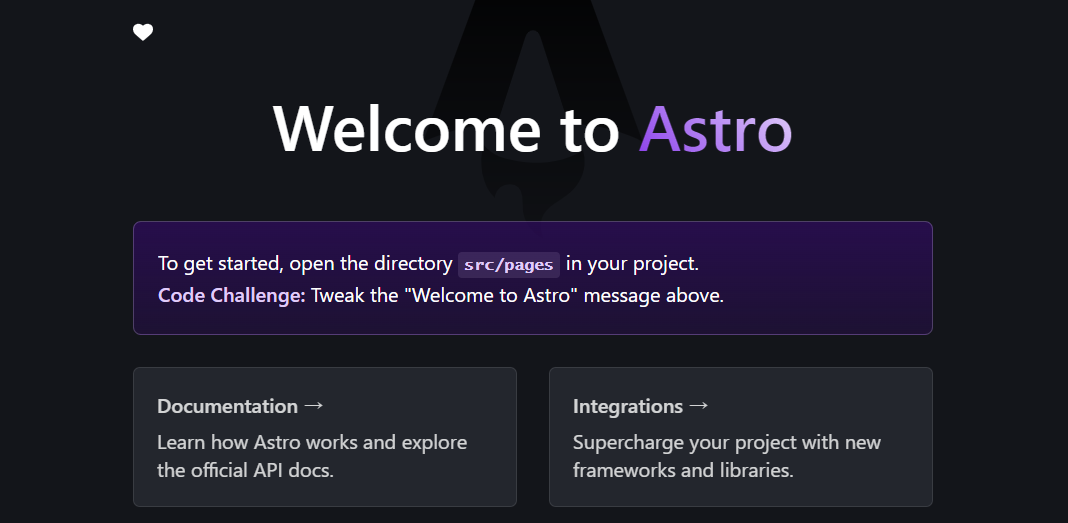 Welcome to Astro
To get started, open the directory src/pages in your project.
Code Challenge: Tweak the "Welcome to Astro" message above.
Documentation →
Learn how Astro works and explore
the official API docs.
Integrations →
Supercharge your project with new
frameworks and libraries.